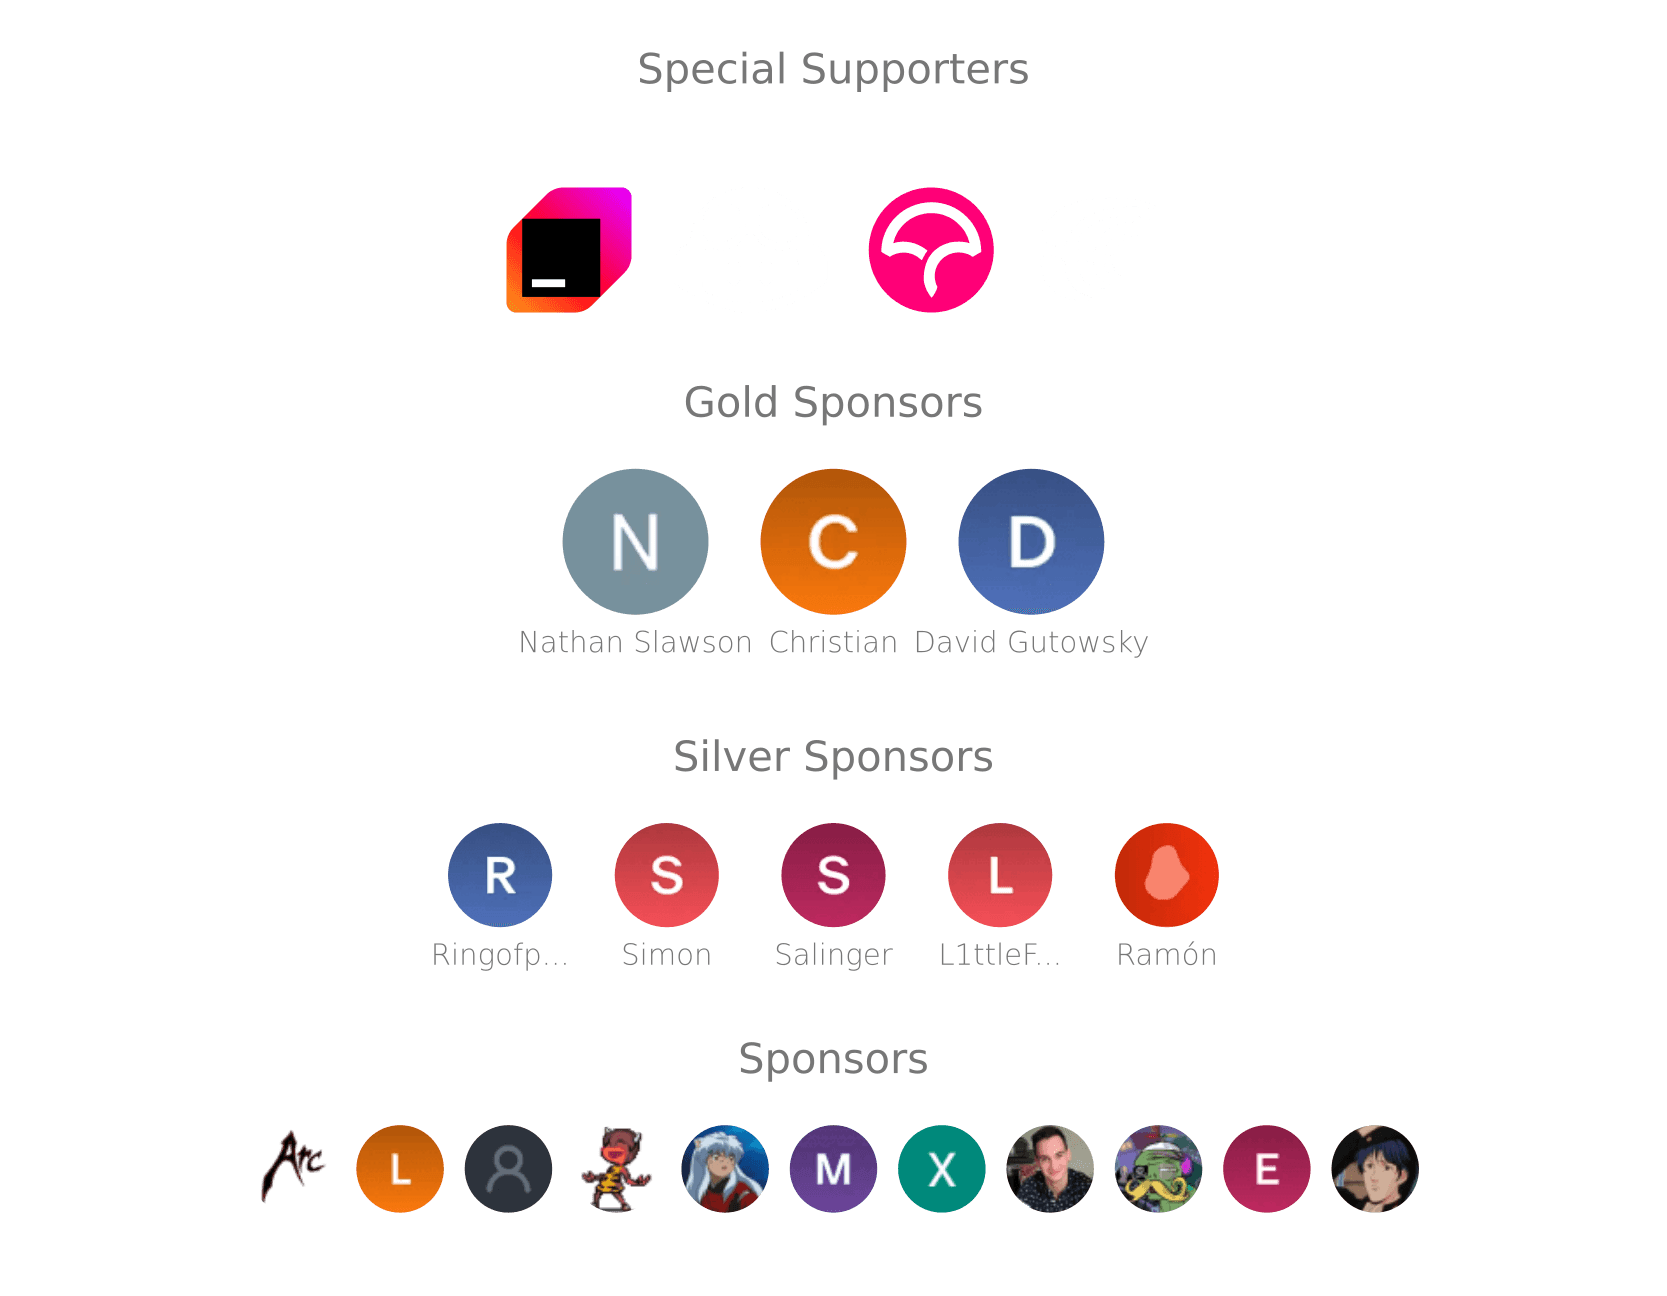 Special Supporters
Gold Sponsors
N C D
Nathan Slawson Christian David Gutowsky
Silver Sponsors
R S S L
Ringofp... Simon Salinger L1ttleF... Ramón
Sponsors
Arc L M X E